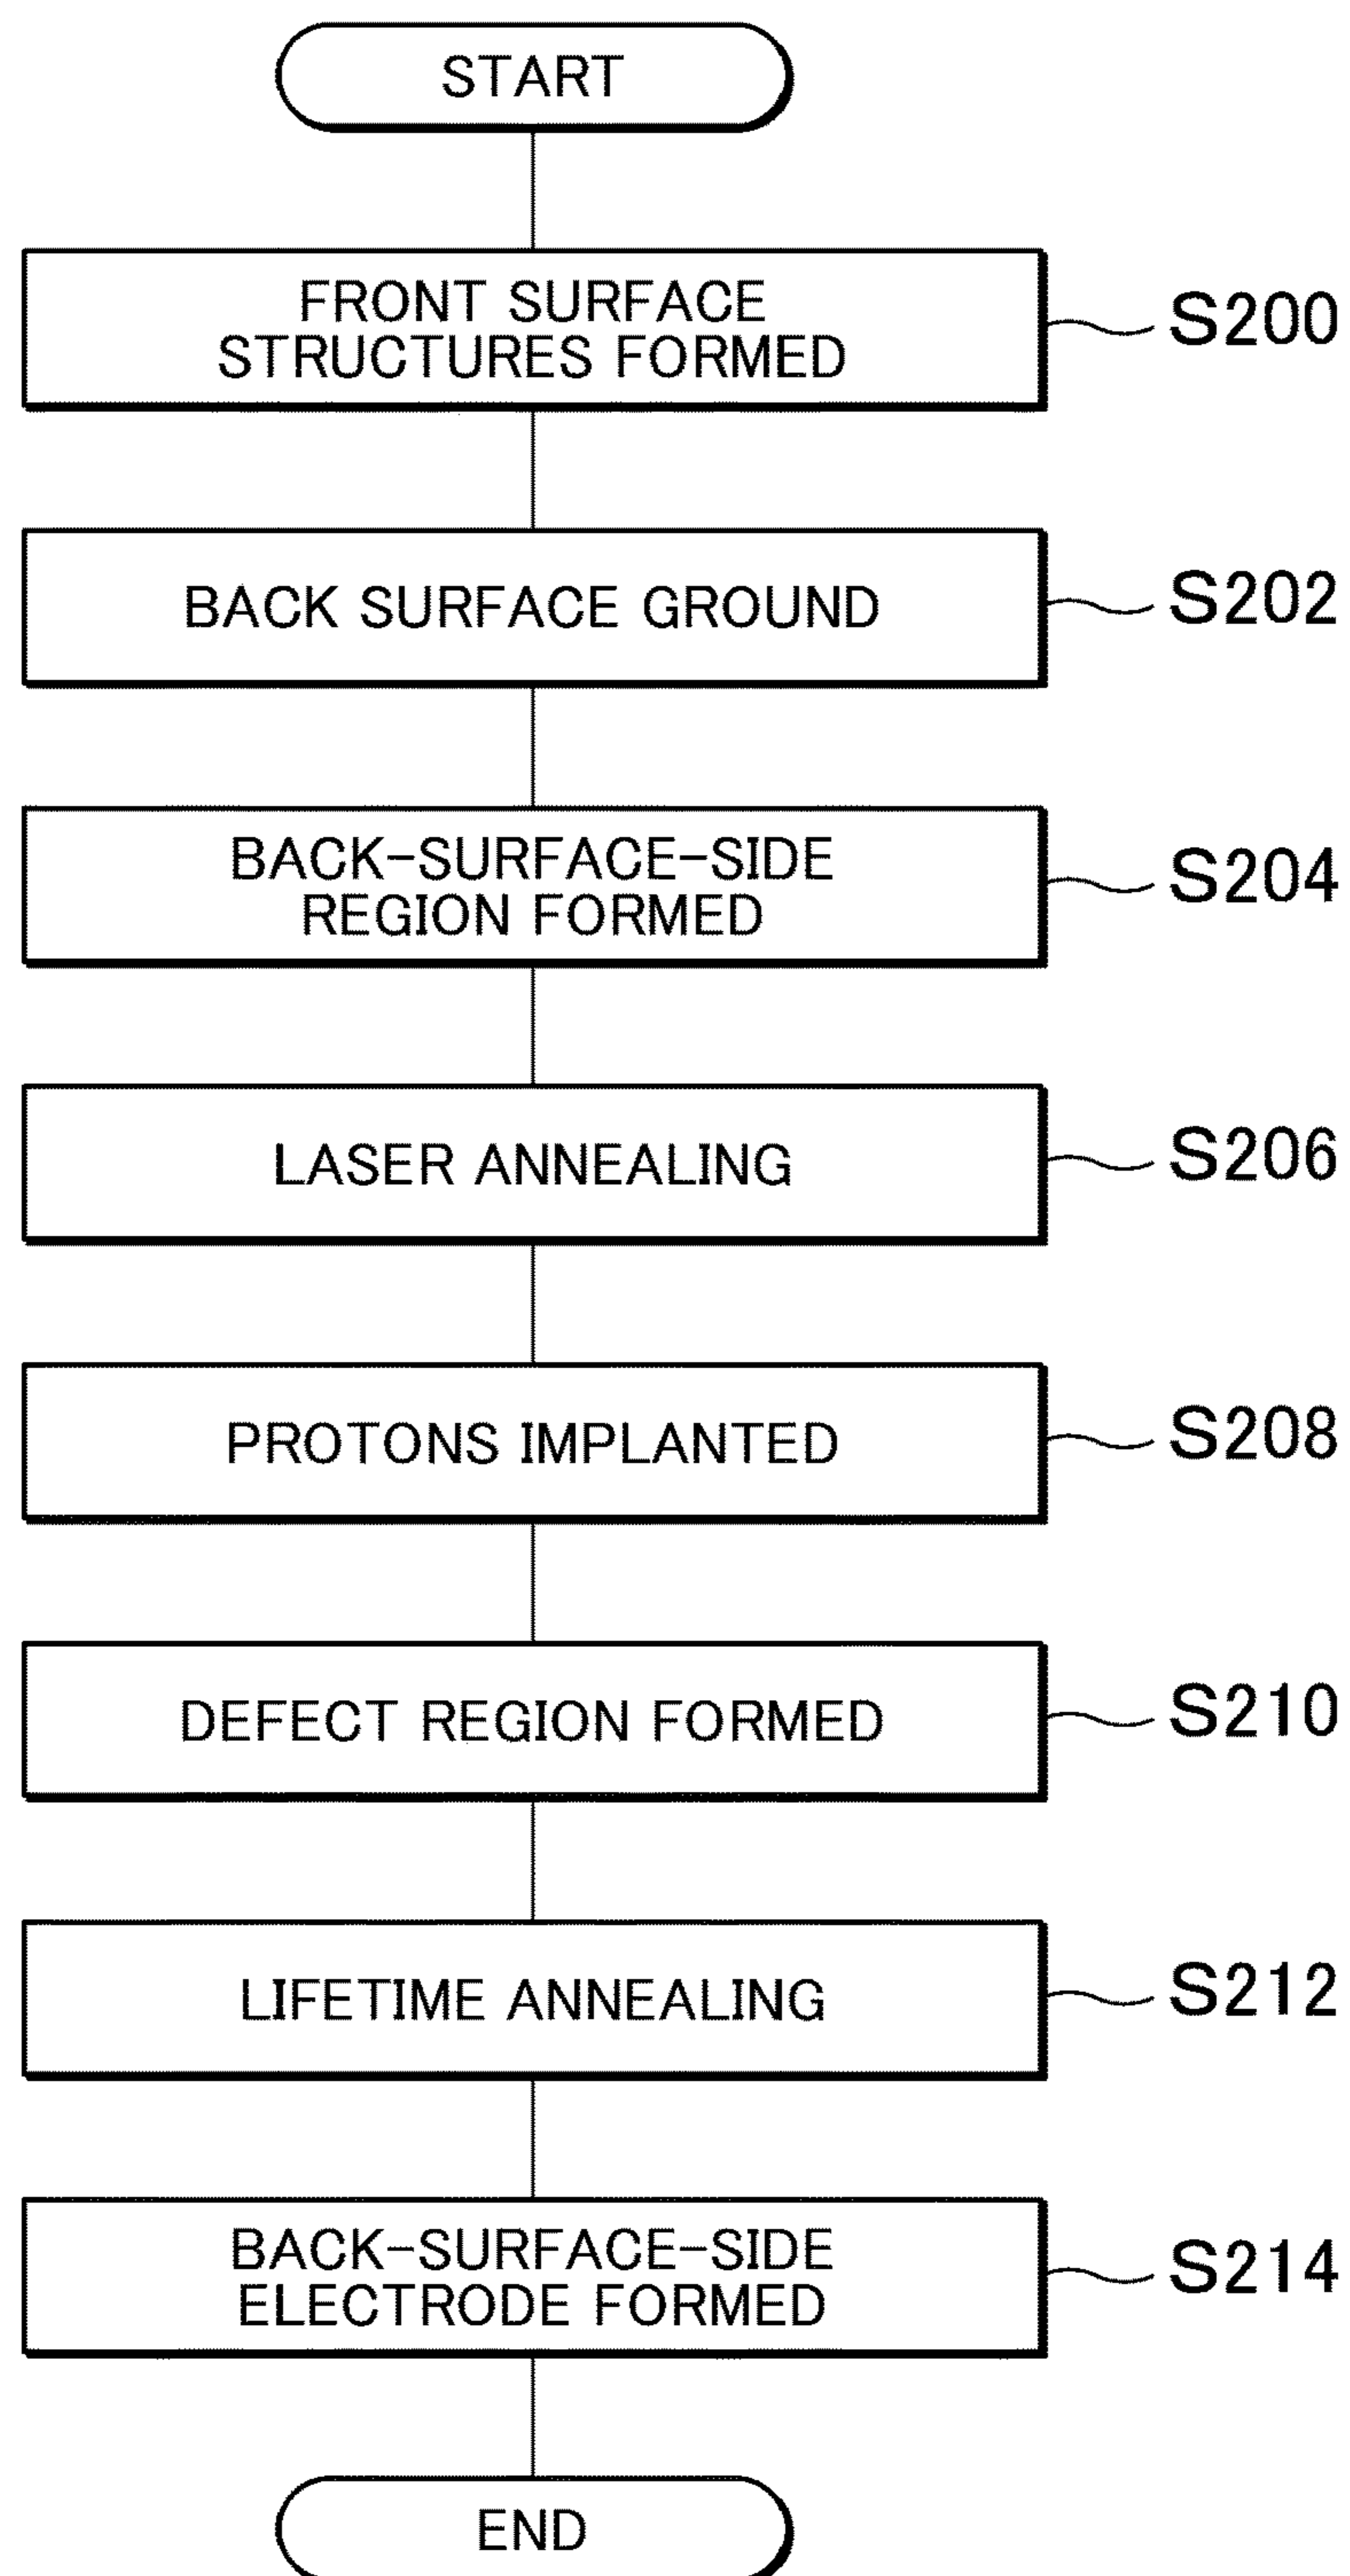 START
FRONT SURFACE
STRUCTURES FORMED
S200
BACK SURFACE GROUND
S202
BACK-SURFACE-SIDE
REGION FORMED
S204
LASER ANNEALING
S206
PROTONS IMPLANTED
S208
DEFECT REGION FORMED
S210
LIFETIME ANNEALING
S212
BACK-SURFACE-SIDE
ELECTRODE FORMED
S214
END